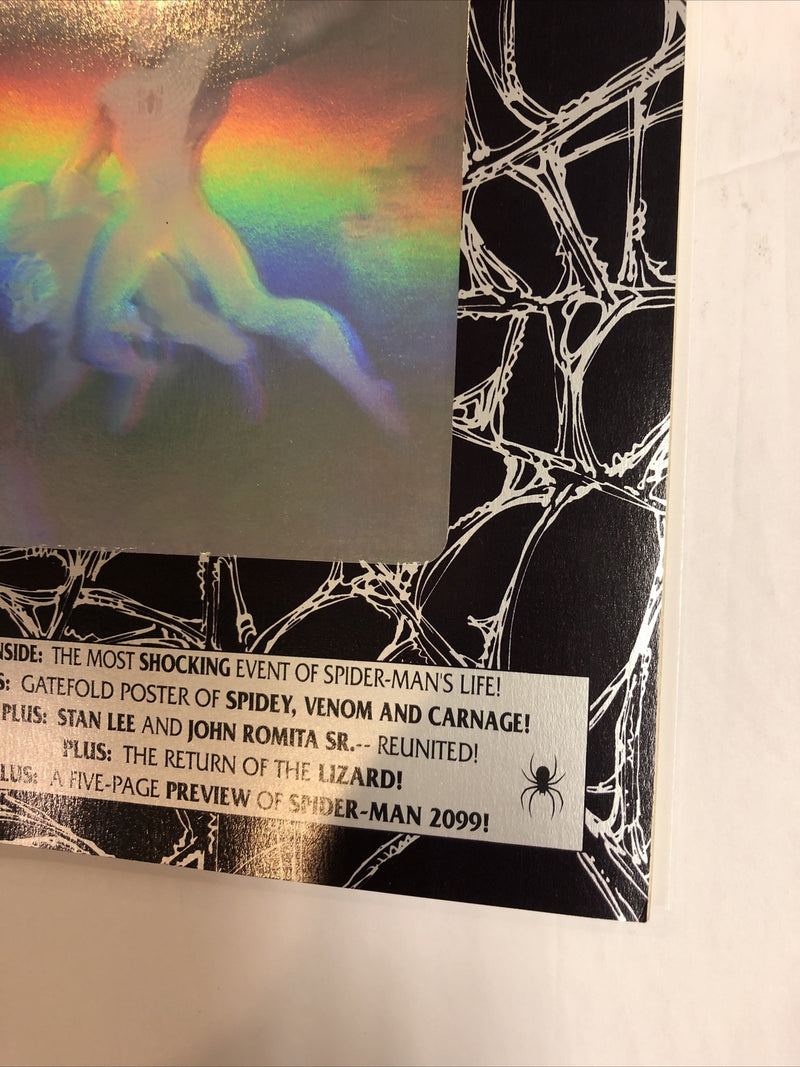 NSIDE: THE MOST SHOCKING EVENT OF SPIDER-MAN'S LIFE!
S: GATEFOLD POSTER OF SPIDEY, VENOM AND CARNAGE!
PLUS: STAN LEE AND JOHN ROMITA SR.-- REUNITED!
PLUS: THE RETURN OF THE LIZARD!
LUS: A FIVE-PAGE PREVIEW OF SPIDER-MAN 2099!